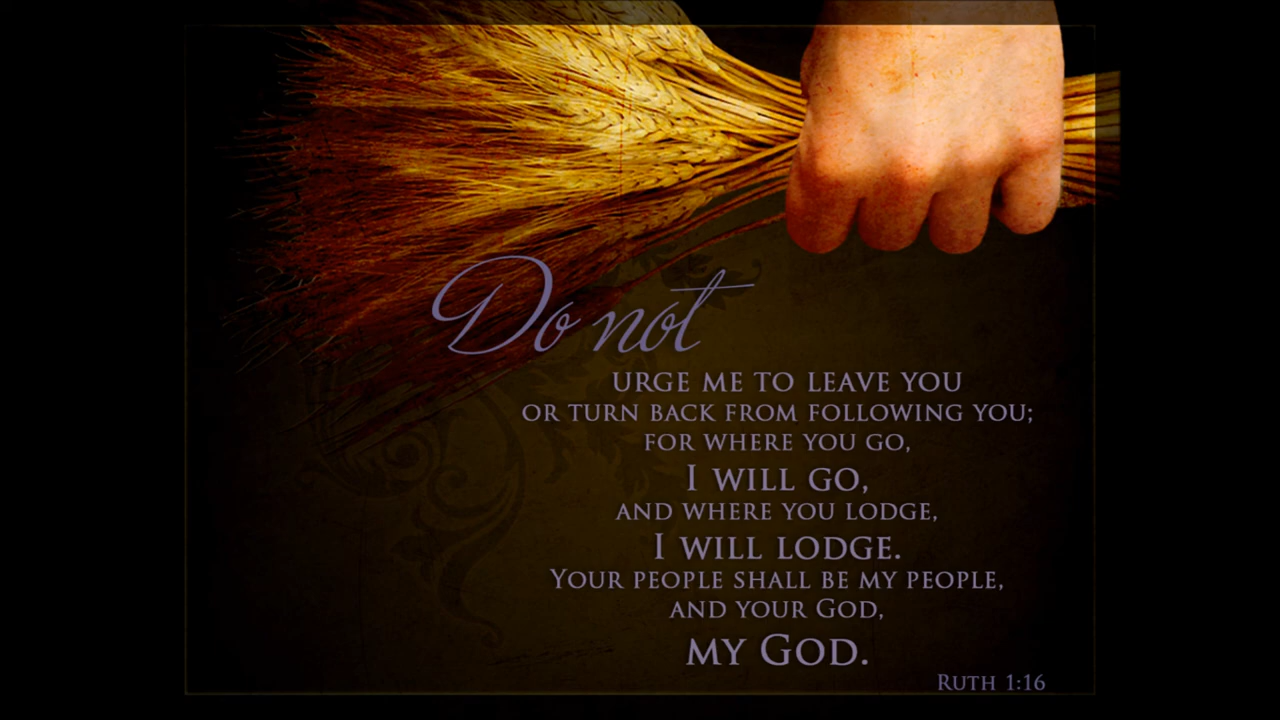 Do not
URGE ME TO LEAVE YOU
OR TURN BACK FROM FOLLOWING YOU;
FOR WHERE YOU GO,
I WILL GO,
AND WHERE YOU LODGE,
I WILL LODGE.
YOUR PEOPLE SHALL BE MY PEOPLE,
AND YOUR GOD,
MY GOD.
RUTH 1:16